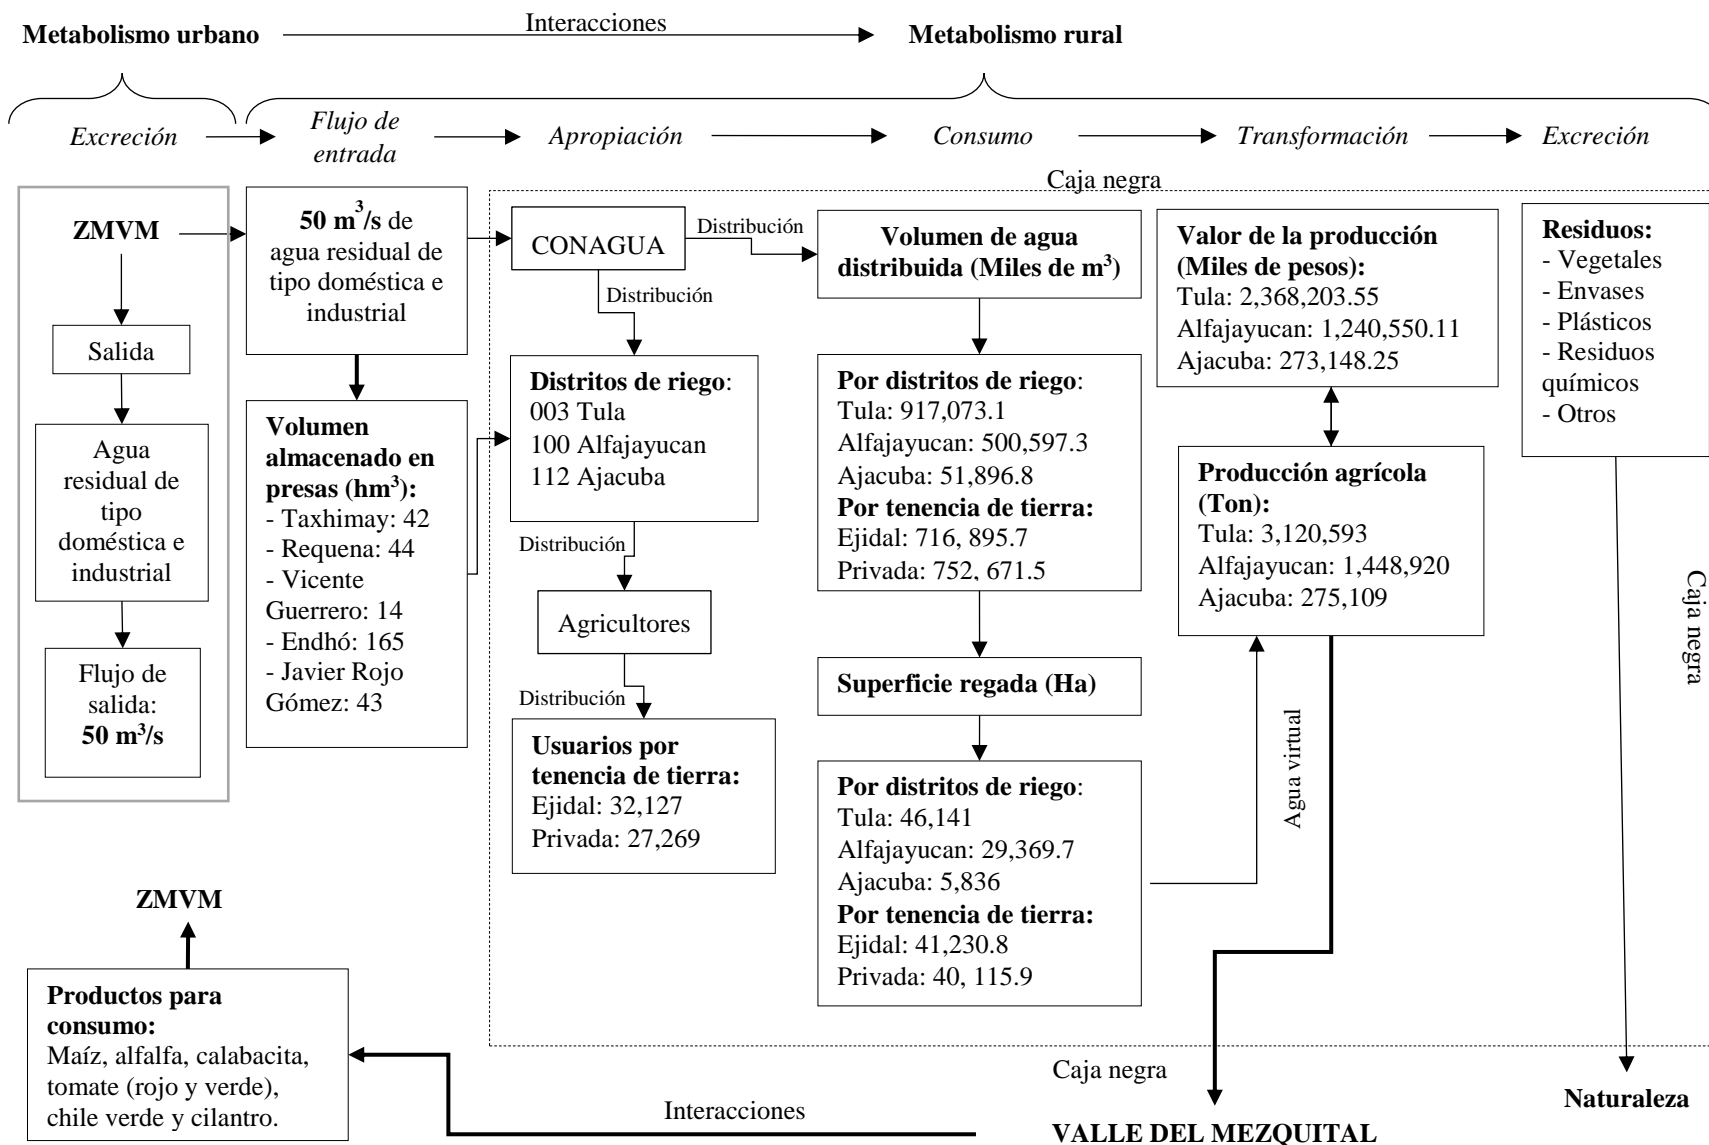 Metabolismo urbano
Interacciones
Metabolismo rural
Excreción
Flujo de
entrada
Apropiación
Consumo
Transformación
Excreción
Caja negra
ZMVM
Salida
Agua
residual de
tipo
doméstica e
industrial
Flujo de
salida:
50 m³/s
50 m³/s de
agua residual de
tipo doméstica e
industrial
Volumen
almacenado en
presas (hm³):
- Taxhimay: 42
- Requena: 44
- Vicente
Guerrero: 14
- Endhó: 165
- Javier Rojo
Gómez: 43
CONAGUA
Distribución
Distribución
Distritos de riego:
003 Tula
100 Alfajayucan
112 Ajacuba
Distribución
Agricultores
Distribución
Usuarios por
tenencia de tierra:
Ejidal: 32,127
Privada: 27,269
Volumen de agua
distribuida (Miles de m³)
Por distritos de riego:
Tula: 917,073.1
Alfajayucan: 500,597.3
Ajacuba: 51,896.8
Por tenencia de tierra:
Ejidal: 716, 895.7
Privada: 752, 671.5
Superficie regada (Ha)
Por distritos de riego:
Tula: 46,141
Alfajayucan: 29,369.7
Ajacuba: 5,836
Por tenencia de tierra:
Ejidal: 41,230.8
Privada: 40, 115.9
Valor de la producción
(Miles de pesos):
Tula: 2,368,203.55
Alfajayucan: 1,240,550.11
Ajacuba: 273,148.25
Producción agrícola
(Ton):
Tula: 3,120,593
Alfajayucan: 1,448,920
Ajacuba: 275,109
Agua virtual
Residuos:
- Vegetales
- Envases
- Plásticos
- Residuos
químicos
- Otros
Caja negra
ZMVM
Productos para
consumo:
Maíz, alfalfa, calabacita,
tomate (rojo y verde),
chile verde y cilantro.
Interacciones
Caja negra
VALLE DEL MEZQUITAL
Naturaleza